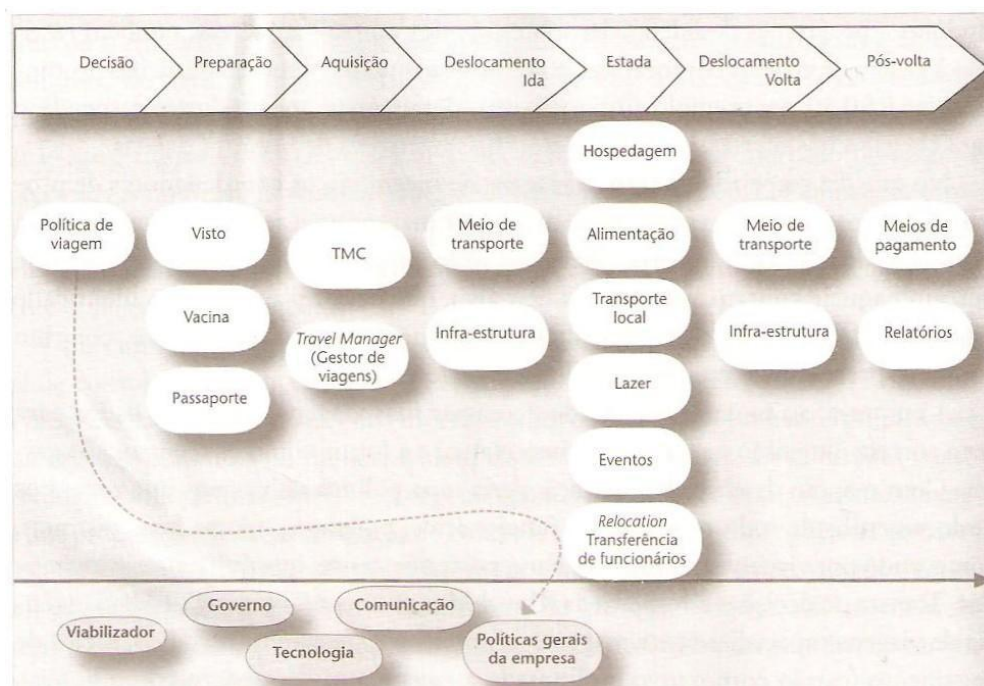 Decisão
Preparação
Aquisição
Deslocamento
Ida
Estada
Deslocamento
Volta
Pós-volta
Política de
viagem
Visto
Vacina
Passaporte
TMC
Travel Manager
(Gestor de
viagens)
Meio de
transporte
Infra-estrutura
Hospedagem
Alimentação
Transporte
local
Lazer
Eventos
Relocation
Transferência
de funcionários
Meio de
transporte
Infra-estrutura
Meios de
pagamento
Relatórios
Viabilizador
Governo
Tecnologia
Comunicação
Políticas gerais
da empresa